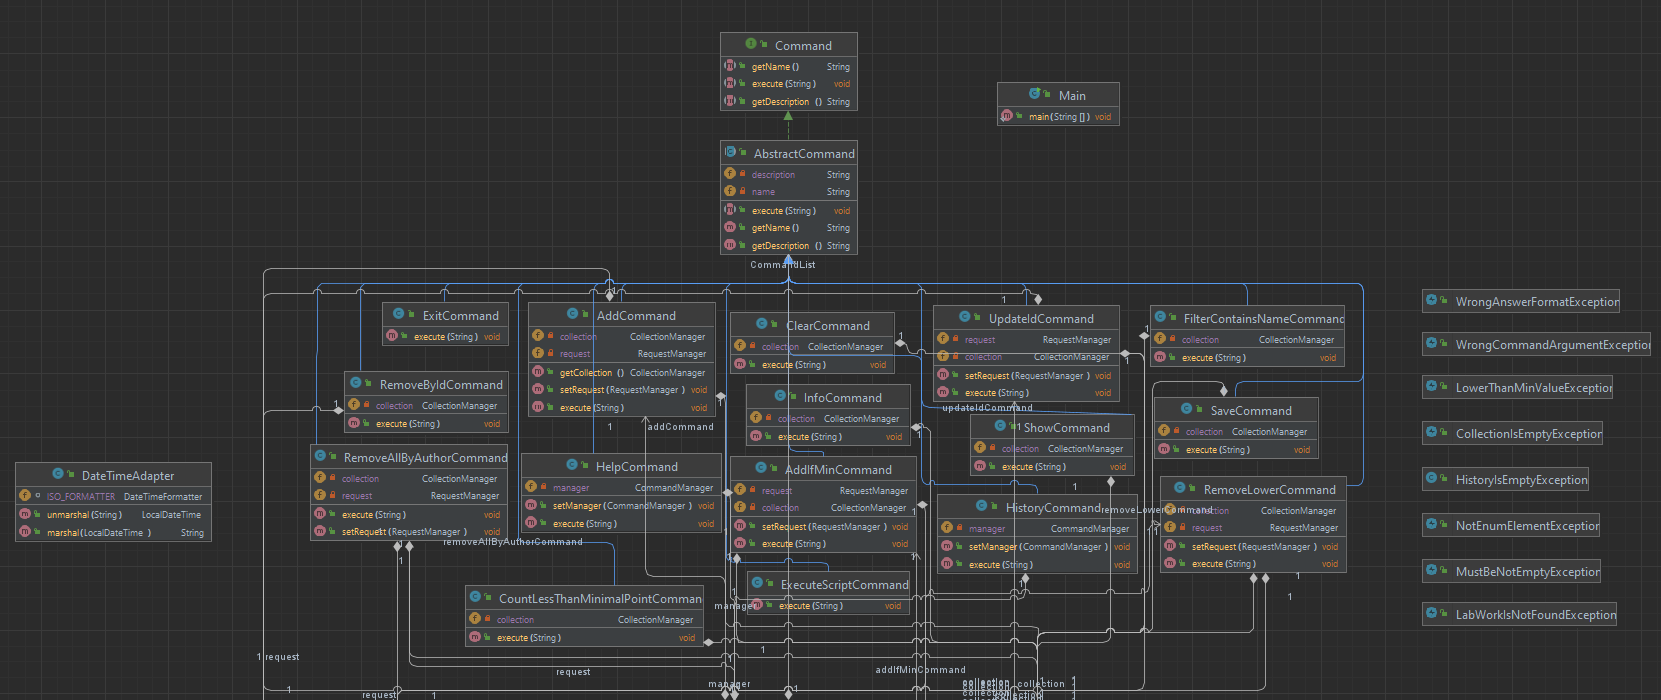 Command
getName () String
execute (String) void
getDescription () String
Main
main (String []) void
AbstractCommand
description String
name String
execute (String) void
getName () String
getDescription () String
CommandList
ExitCommand
execute (String) void
AddCommand
collection CollectionManager
request RequestManager
getCollection () CollectionManager
setRequest (RequestManager) void
execute (String) void
addCommand
ClearCommand
collection CollectionManager
execute (String) void
UpdateIdCommand
request RequestManager
collection CollectionManager
setRequest (RequestManager) void
execute (String) void
updateIdCommand
FilterContainsNameCommand
collection CollectionManager
execute (String) void
WrongAnswerFormatException
WrongCommandArgumentException
LowerThanMinValueException
CollectionIsEmptyException
HistoryIsEmptyException
NotEnumElementException
MustBeNotEmptyException
LabWorkIsNotFoundException
RemoveByIdCommand
collection CollectionManager
execute (String) void
InfoCommand
collection CollectionManager
execute (String) void
SaveCommand
collection CollectionManager
execute (String) void
ShowCommand
collection CollectionManager
execute (String) void
RemoveAllByAuthorCommand
collection CollectionManager
request RequestManager
execute (String) void
setRequest (RequestManager) void
removeAllByAuthorCommand
DateTimeAdapter
ISO_FORMATTER DateTimeFormatter
unmarshal (String) LocalDateTime
marshal (LocalDateTime) String
HelpCommand
manager CommandManager
setManager (CommandManager) void
execute (String) void
AddIfMinCommand
request RequestManager
collection CollectionManager
setRequest (RequestManager) void
execute (String) void
HistoryCommand
manager CommandManager
setManager (CommandManager) void
execute (String) void
removeLowerCommand
RemoveLowerCommand
collection CollectionManager
request RequestManager
setRequest (RequestManager) void
execute (String) void
ExecuteScriptCommand
execute (String) void
manager
CountLessThanMinimalPointComman
collection CollectionManager
execute (String) void
1 request
request
addIfMinCommand
manager
collection collection 1
1
request 1
collection